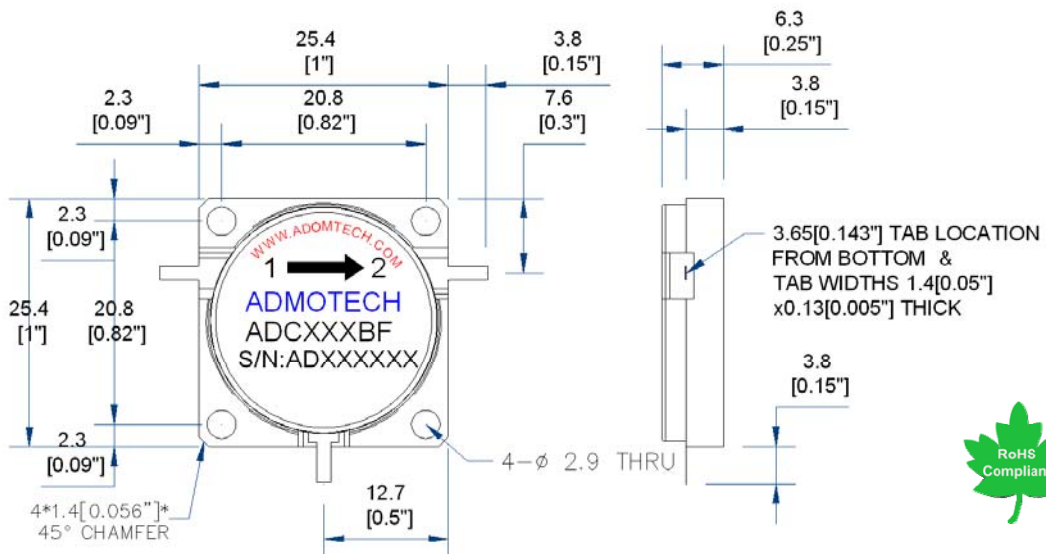 25.4
[1"]
3.8
[0.15"]
6.3
[0.25"]
2.3
[0.09"]
20.8
[0.82"]
7.6
[0.3"]
3.8
[0.15"]
2.3
[0.09"]
WWW.ADOMTECH.COM
1 2
3.65[0.143"] TAB LOCATION
FROM BOTTOM &
TAB WIDTHS 1.4[0.05"]
x0.13[0.005"] THICK
25.4
[1"]
20.8
[0.82"]
ADMOTECH
ADCXXXBF
S/N:ADXXXXXX
3.8
[0.15"]
2.3
[0.09"]
4-ϕ 2.9 THRU
RoHS
Complian
4*1.4[0.056"]*
45° CHAMFER
12.7
[0.5"]